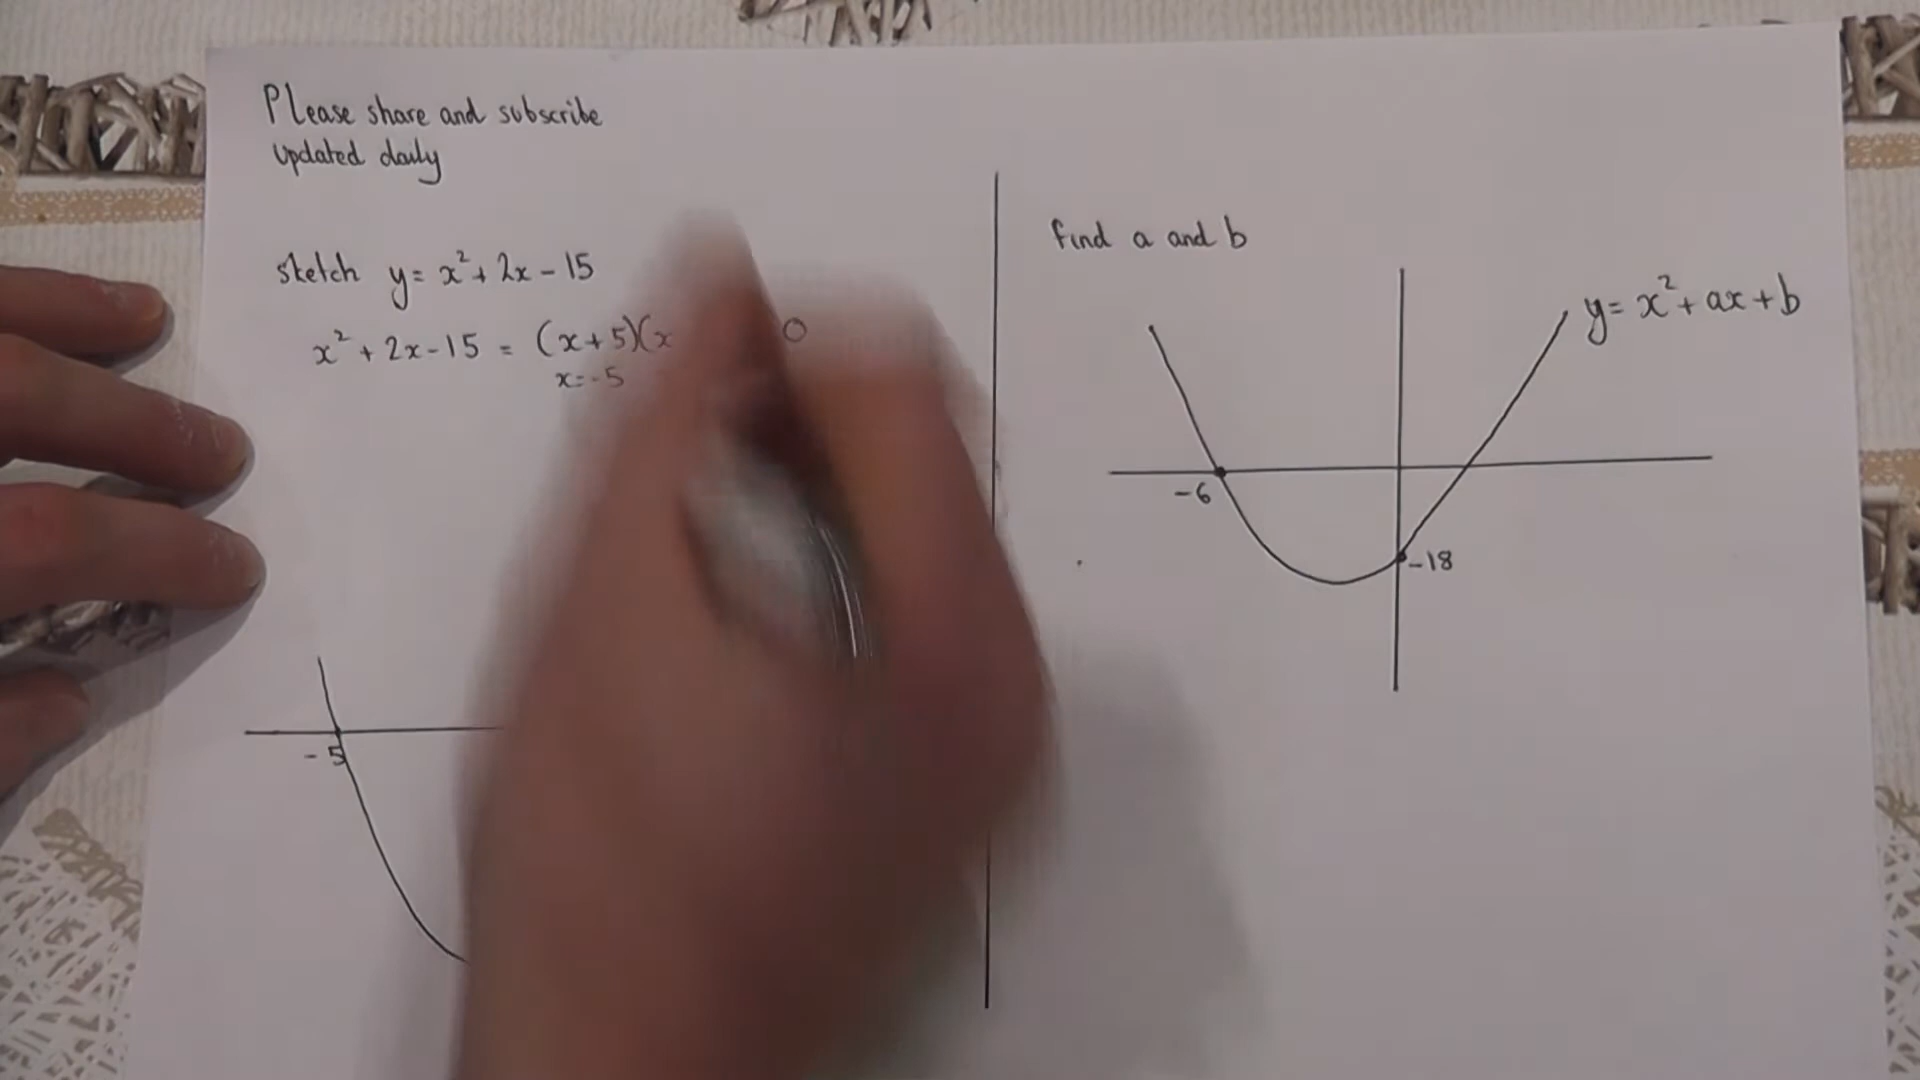 Please share and subscribe
updated daily
sketch y = x² + 2x - 15
x² + 2x - 15 = (x + 5)(x 0
x = -5
-5
find a and b
y = x² + ax + b
-6
-18